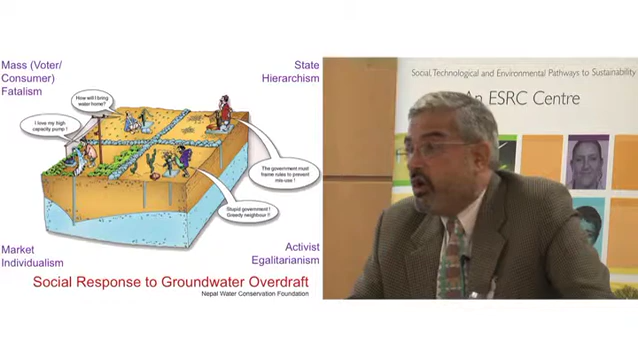 Mass (Voter/
Consumer)
Fatalism
State
Hierarchism
How will I bring
water home?
I love my high
capacity pump!
The government must
frame rules to prevent
mis-use!
Stupid government!
Greedy neighbour!!
Market
Individualism
Activist
Egalitarianism
Social Response to Groundwater Overdraft
Nepal Water Conservation Foundation
Social, Technological and Environmental Pathways to Sustainability
An ESRC Centre